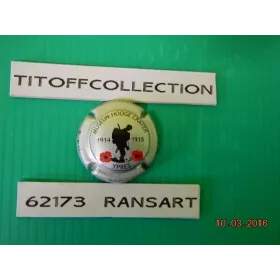 TITOFFCOLLECTION
MUSEUM HOOGE CRATER
1914 1918
YPRES
62173 RANSART
10/03/2016